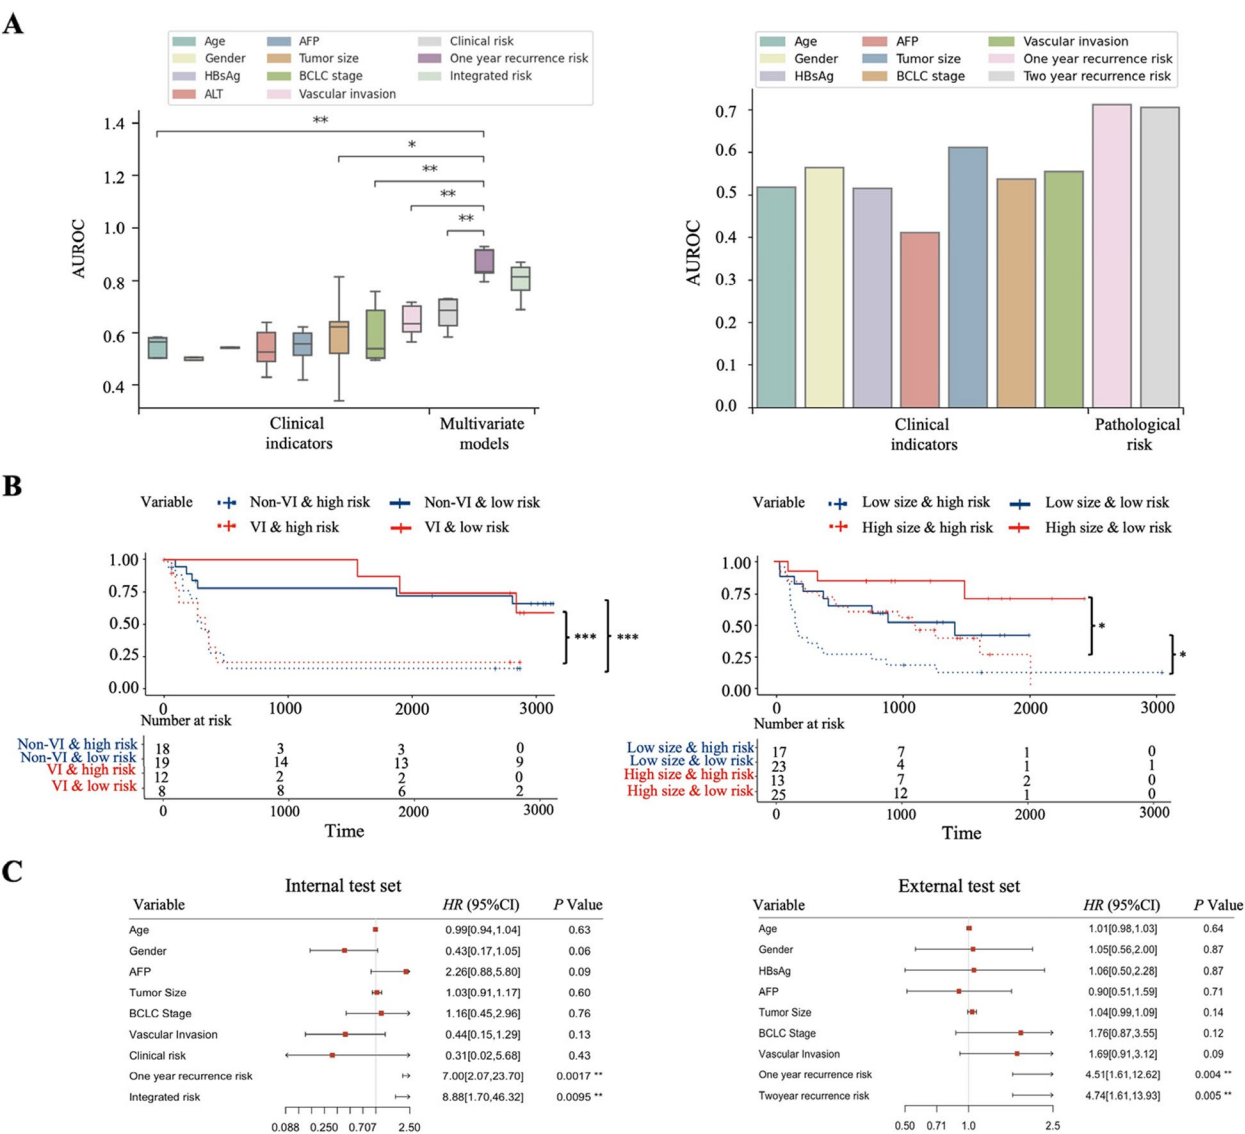 A
Age
AFP
Clinical risk
Gender
Tumor size
One year recurrence risk
HBsAg
BCLC stage
Integrated risk
ALT
Vascular invasion
1.4
1.2
1.0
0.8
0.6
0.4
AUROC
**
*
**
**
**
Clinical
indicators
Multivariate
models
Age
AFP
Vascular invasion
Gender
Tumor size
One year recurrence risk
HBsAg
BCLC stage
Two year recurrence risk
0.7
0.6
0.5
0.4
0.3
0.2
0.1
0.0
AUROC
Clinical
indicators
Pathological
risk
B
Variable Non-VI & high risk Non-VI & low risk
VI & high risk VI & low risk
1.00
0.75
0.50
0.25
0.00
*** ***
0 1000 2000 3000
Number at risk
Non-VI & high risk 18 3 3 0
Non-VI & low risk 19 14 13 9
VI & high risk 12 2 2 0
VI & low risk 8 8 6 2
0 1000 2000 3000
Time
Variable Low size & high risk Low size & low risk
High size & high risk High size & low risk
1.00
0.75
0.50
0.25
0.00
*
*
0 1000 2000 3000
Number at risk
Low size & high risk 17 7 1 0
Low size & low risk 23 4 1 1
High size & high risk 13 7 2 0
High size & low risk 25 12 1 0
0 1000 2000 3000
Time
C
Internal test set
Variable HR (95%CI) P Value
Age 0.99[0.94,1.04] 0.63
Gender 0.43[0.17,1.05] 0.06
AFP 2.26[0.88,5.80] 0.09
Tumor Size 1.03[0.91,1.17] 0.60
BCLC Stage 1.16[0.45,2.96] 0.76
Vascular Invasion 0.44[0.15,1.29] 0.13
Clinical risk 0.31[0.02,5.68] 0.43
One year recurrence risk 7.00[2.07,23.70] 0.0017 **
Integrated risk 8.88[1.70,46.32] 0.0095 **
0.088 0.250 0.707 2.50
External test set
Variable HR (95%CI) P Value
Age 1.01[0.98,1.03] 0.64
Gender 1.05[0.56,2.00] 0.87
HBsAg 1.06[0.50,2.28] 0.87
AFP 0.90[0.51,1.59] 0.71
Tumor Size 1.04[0.99,1.09] 0.14
BCLC Stage 1.76[0.87,3.55] 0.12
Vascular Invasion 1.69[0.91,3.12] 0.09
One year recurrence risk 4.51[1.61,12.62] 0.004 **
Twoyear recurrence risk 4.74[1.61,13.93] 0.005 **
0.50 0.71 1.0 2.5